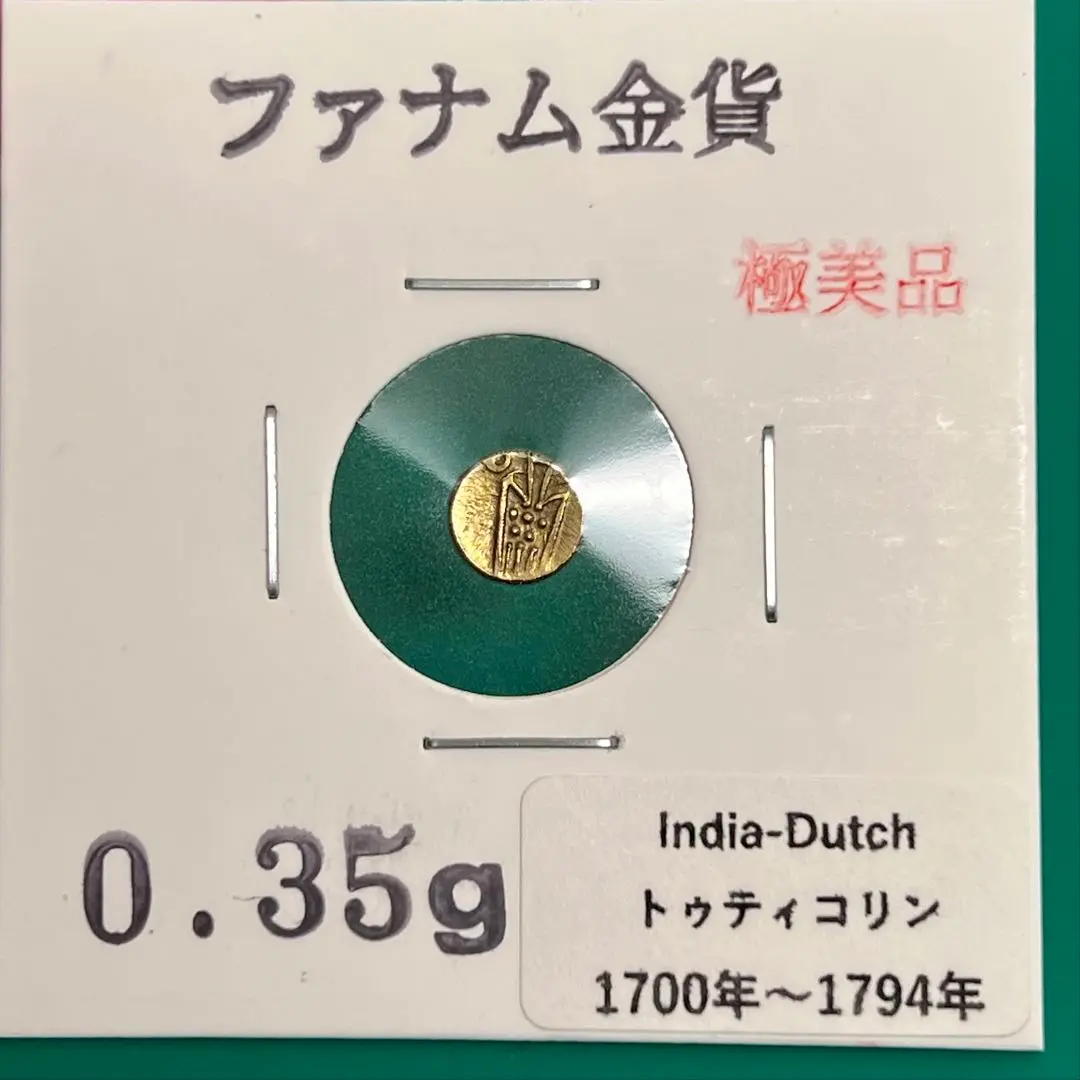 ファナム金貨
極美品
0.35g
India-Dutch
トゥティコリン
1700年～1794年